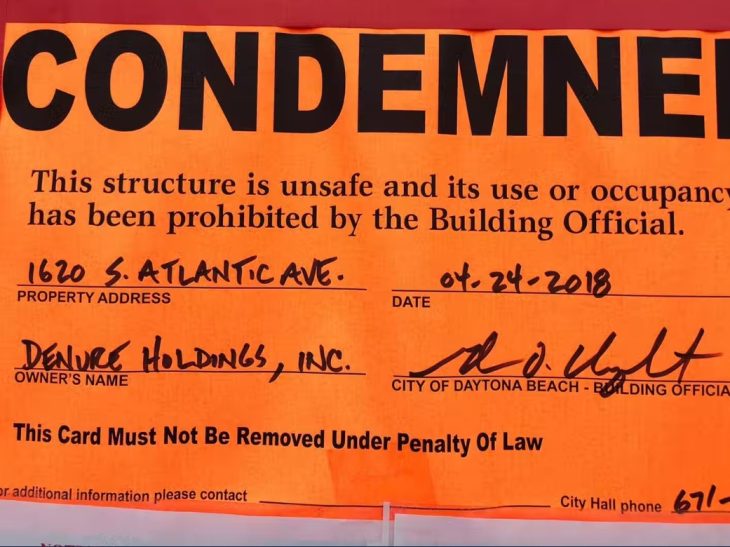 CONDEMNE
This structure is unsafe and its use or occupancy
has been prohibited by the Building Official.
1620 S. ATLANTIC AVE. 04-24-2018
PROPERTY ADDRESS DATE
DENURE HOLDINGS, INC.
OWNER'S NAME CITY OF DAYTONA BEACH - BUILDING OFFICIA
This Card Must Not Be Removed Under Penalty Of Law
or additional information please contact City Hall phone 671-